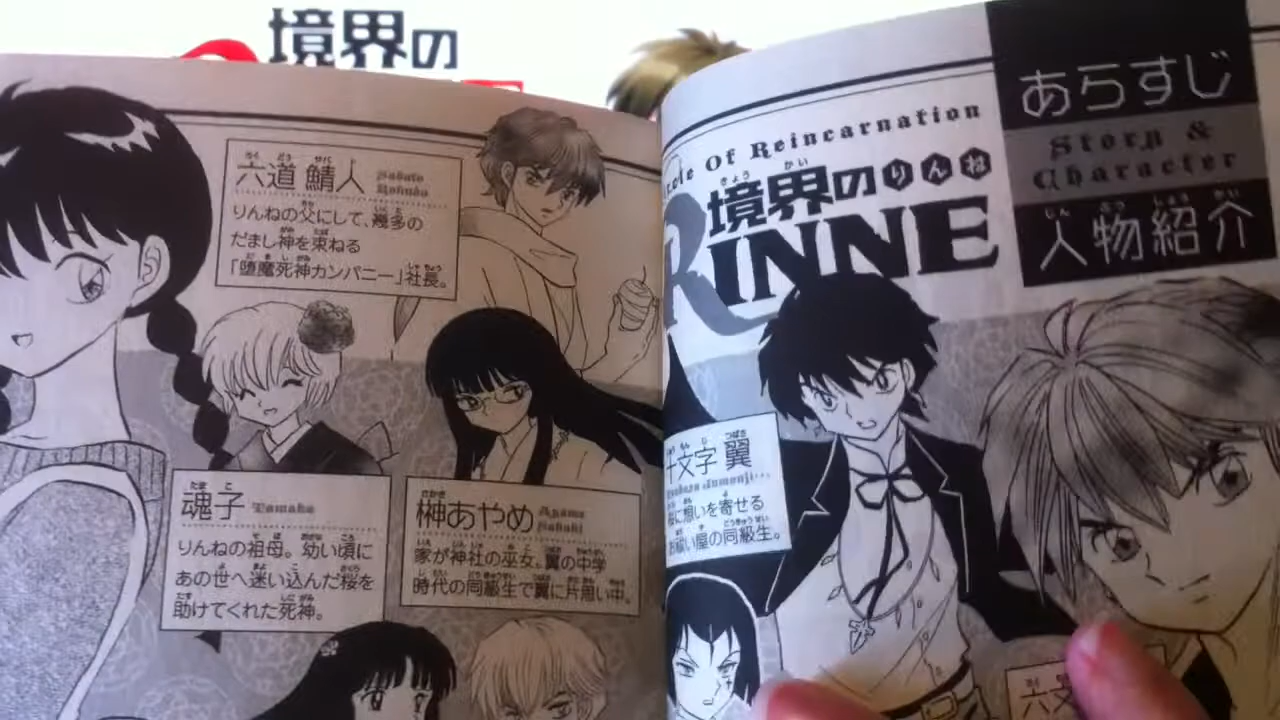 境界の
あらすじ
Story &
Character
人物紹介
Of Reincarnation
境界のりんね
RINNE
文字 翼
に想いを寄せる
お祓い屋の同級生。
六道 鯖人
Sabato
Rokudo
りんねの父にして、幾多の
だまし神を束ねる
「堕魔死神カンパニー」社長。
魂子 Tamako
りんねの祖母。幼い頃に
あの世へ迷い込んだ桜を
助けてくれた死神。
榊あやめ
Ayame
Sakaki
家が神社の巫女。翼の中学
時代の同級生で翼に片思い中。
六